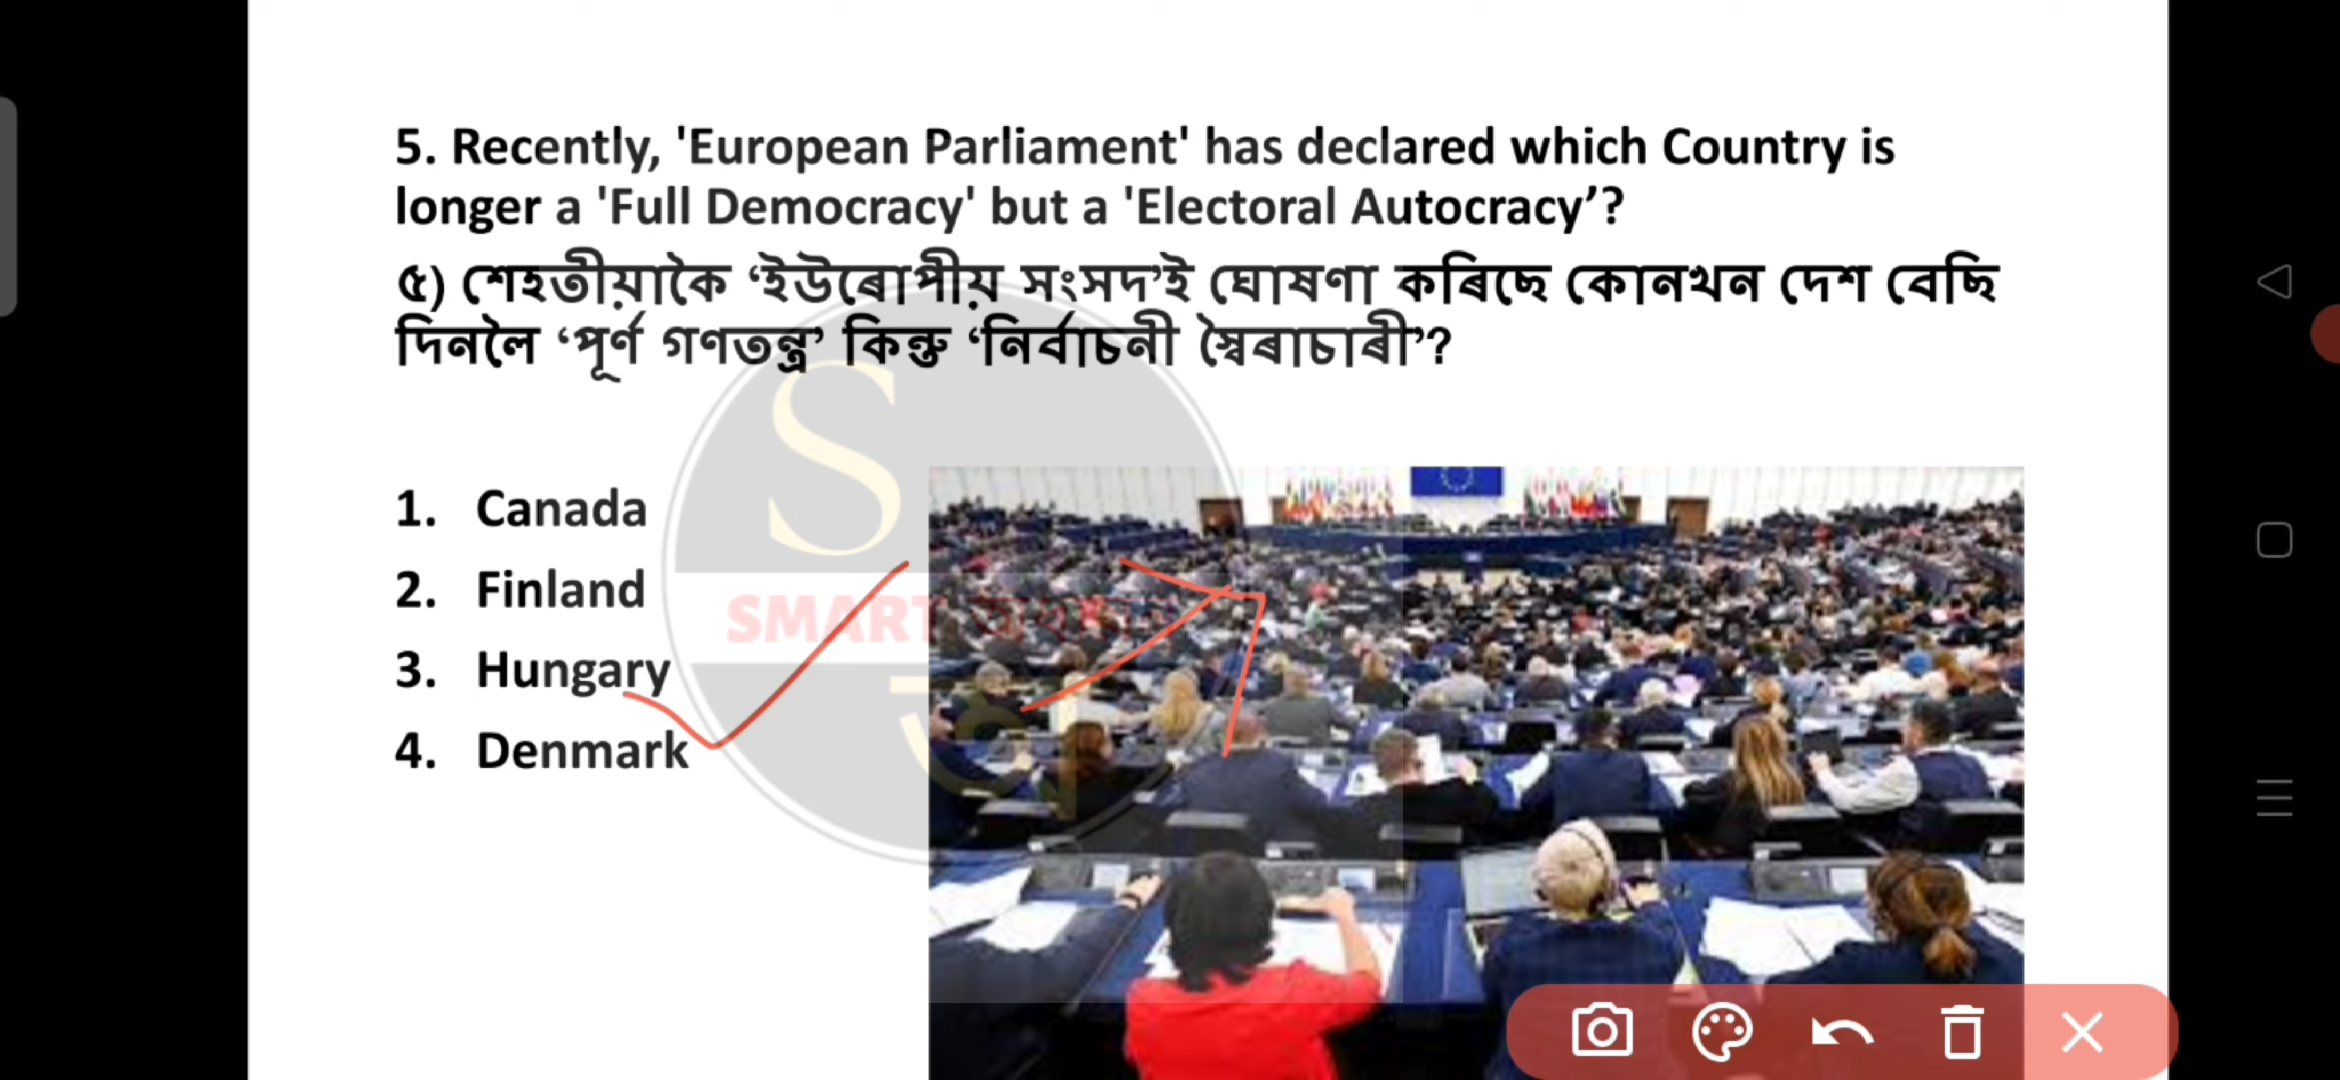 5. Recently, 'European Parliament' has declared which Country is
longer a 'Full Democracy' but a 'Electoral Autocracy’?
৫) শেহতীয়াকৈ ‘ইউৰোপীয় সংসদ’ই ঘোষণা কৰিছে কোনখন দেশ বেছি
দিনলৈ ‘পূৰ্ণ গণতন্ত্ৰ’ কিন্তু ‘নিৰ্বাচনী স্বৈৰাচাৰী’?
1. Canada
2. Finland
3. Hungary
4. Denmark
S
SMART